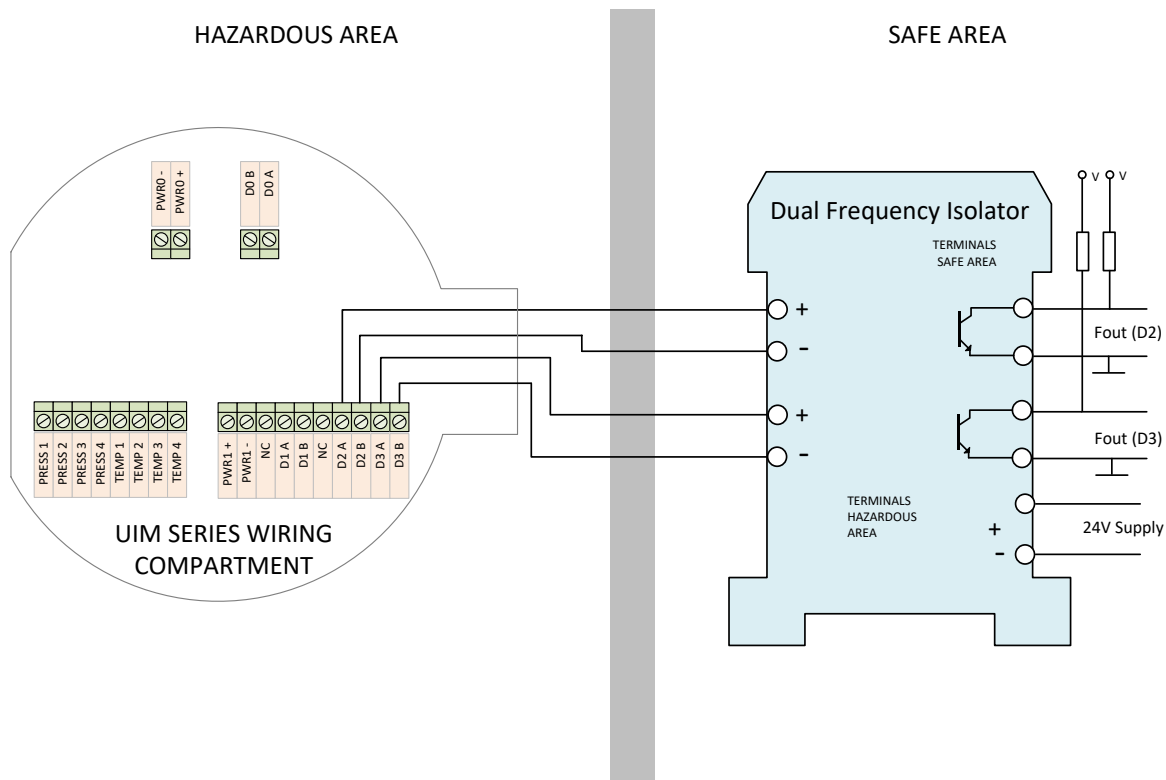 HAZARDOUS AREA
SAFE AREA
PWR0 -
PWR0 +
D0 B
D0 A
V V
Dual Frequency Isolator
TERMINALS
SAFE AREA
+
-
+
-
Fout (D2)
Fout (D3)
PRESS 1
PRESS 2
PRESS 3
PRESS 4
TEMP 1
TEMP 2
TEMP 3
TEMP 4
PWR1 +
PWR1 -
NC
D1 A
D1 B
NC
D2 A
D2 B
D3 A
D3 B
UIM SERIES WIRING
COMPARTMENT
TERMINALS
HAZARDOUS
AREA
+
-
24V Supply